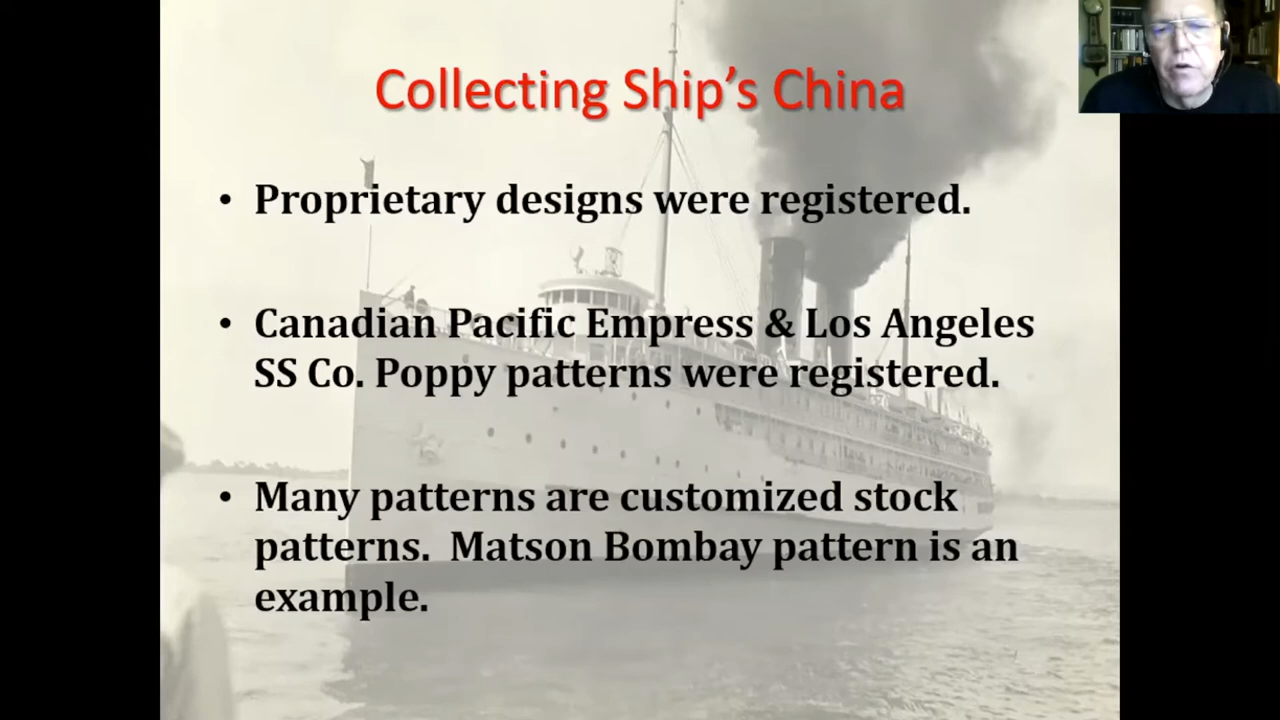 Collecting Ship's China
• Proprietary designs were registered.
• Canadian Pacific Empress & Los Angeles
SS Co. Poppy patterns were registered.
• Many patterns are customized stock
patterns.  Matson Bombay pattern is an
example.